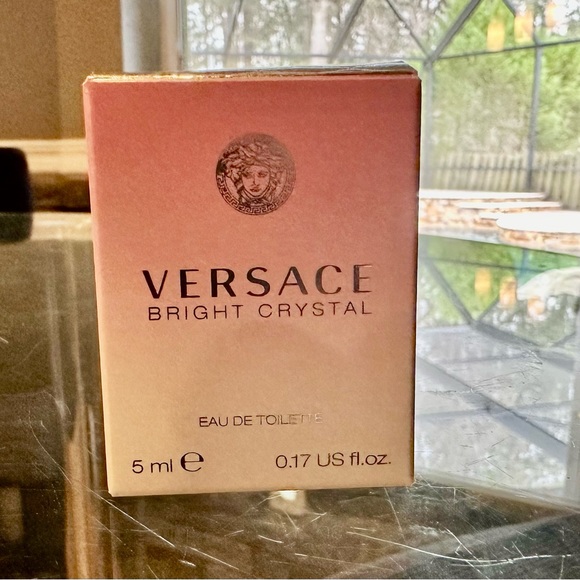 VERSACE
BRIGHT CRYSTAL
EAU DE TOILETTE
5 ml e 0.17 US fl.oz.